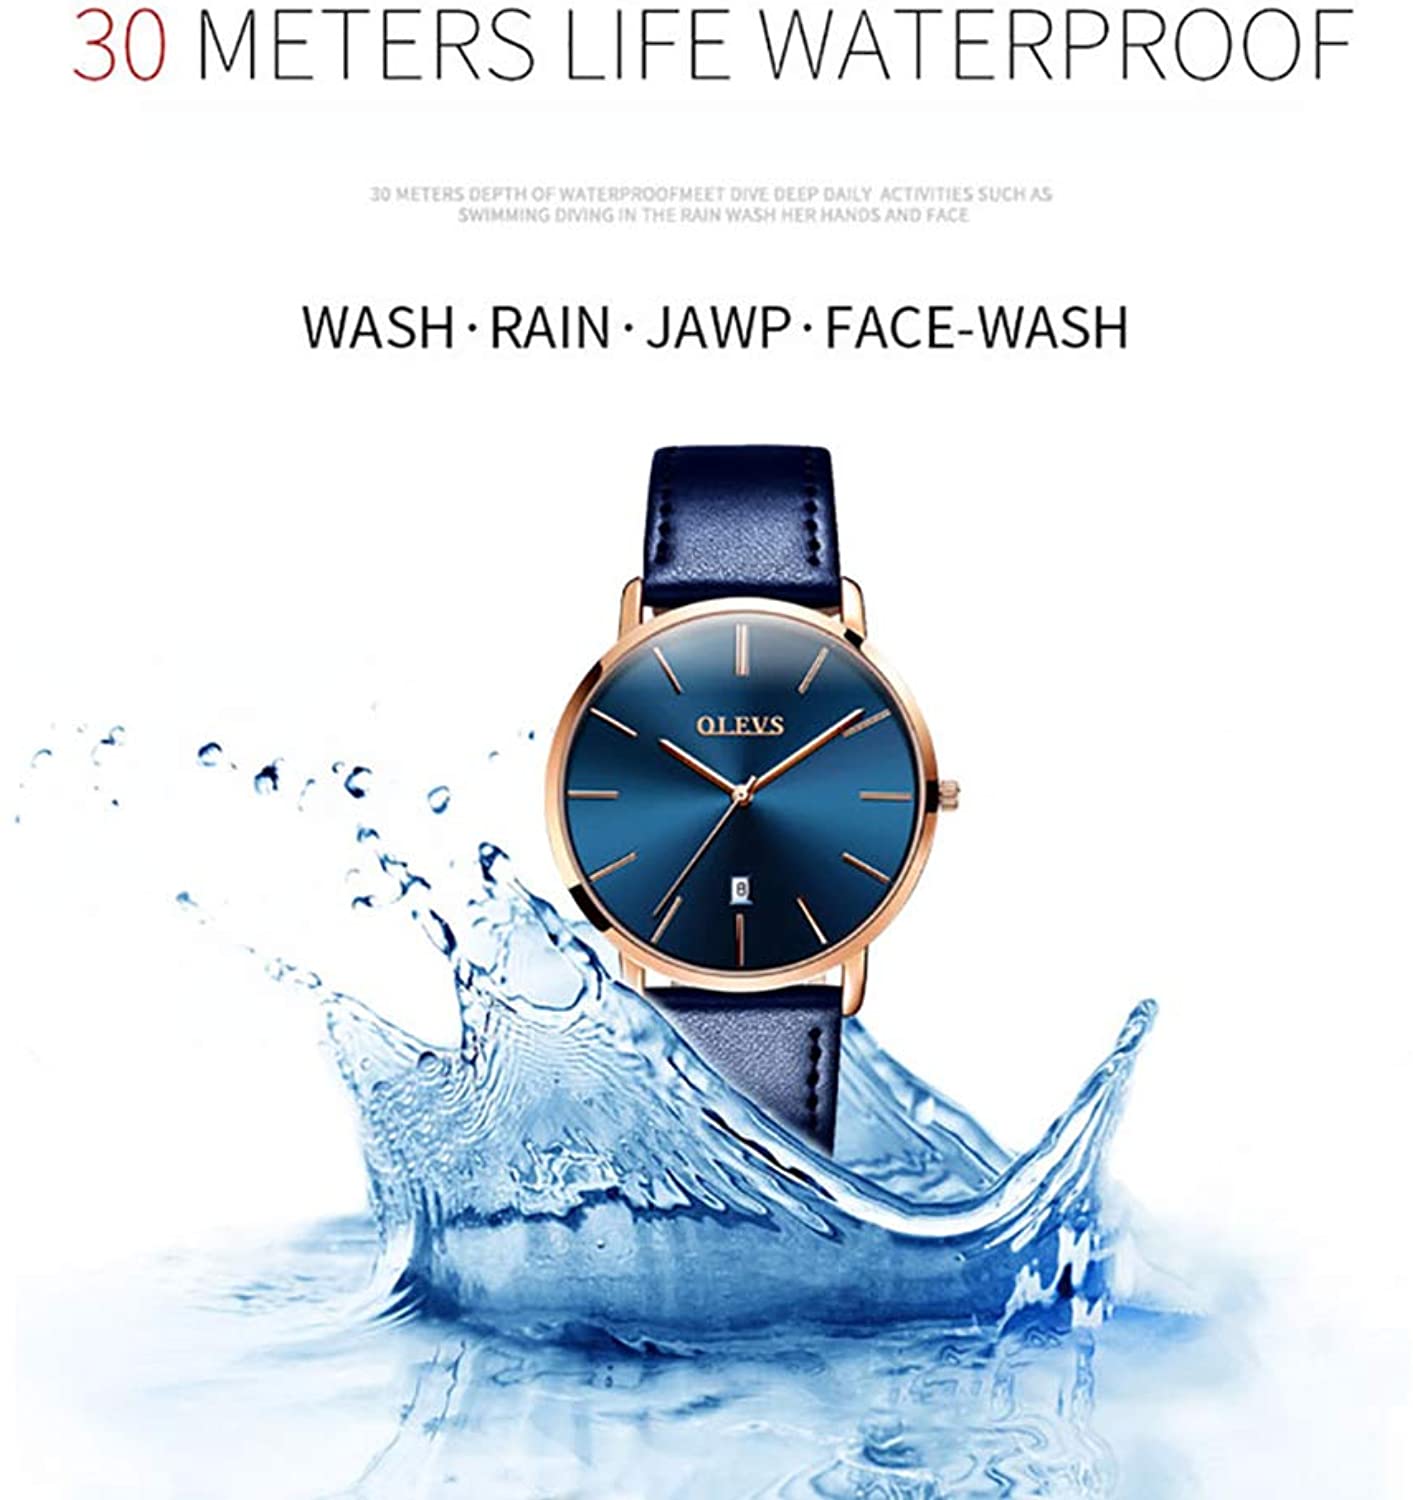 30 METERS LIFE WATERPROOF
30 METERS DEPTH OF WATERPROOFMEET DIVE DEEP DAILY ACTIVITIES SUCH AS
SWIMMING DIVING IN THE RAIN WASH HER HANDS AND FACE
WASH·RAIN·JAWP·FACE-WASH
OLEVS
8